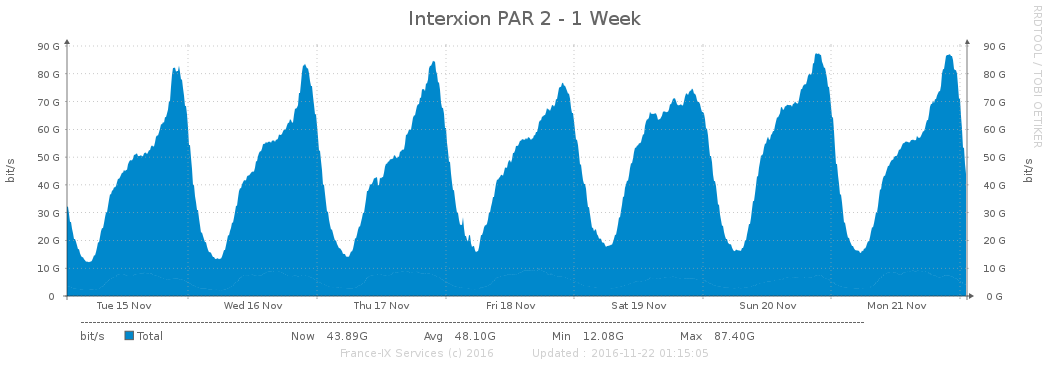 Interxion PAR 2 - 1 Week
RRDTOOL / TOBI OETIKER
90 G 90 G
80 G 80 G
70 G 70 G
60 G 60 G
50 G 50 G
40 G 40 G
30 G 30 G
20 G 20 G
10 G 10 G
0 0 G
bit/s bit/s
Tue 15 Nov Wed 16 Nov Thu 17 Nov Fri 18 Nov Sat 19 Nov Sun 20 Nov Mon 21 Nov
bit/s Total Now 43.89G Avg 48.10G Min 12.08G Max 87.40G
France-IX Services (c) 2016 Updated : 2016-11-22 01:15:05